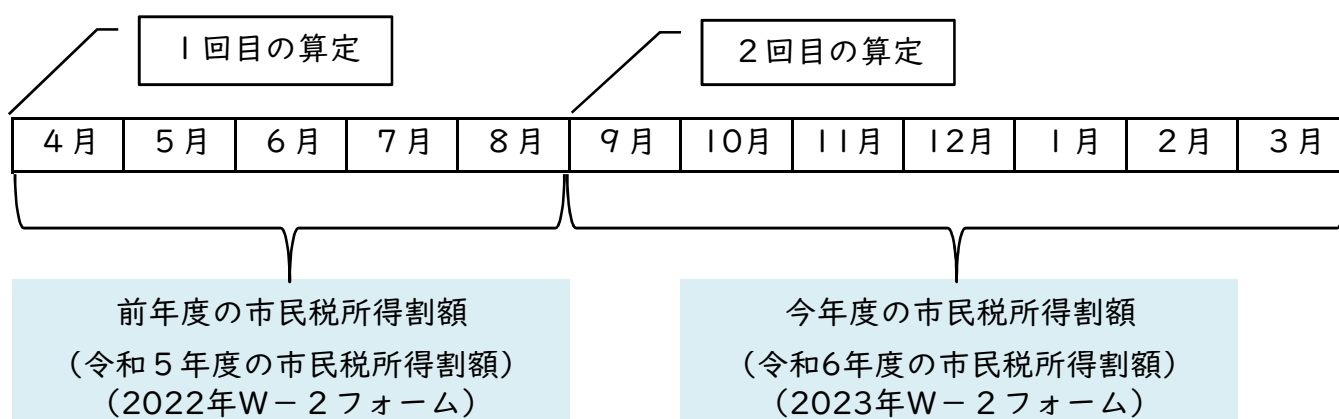 1回目の算定
2回目の算定
4月 5月 6月 7月 8月 9月 10月 11月 12月 1月 2月 3月
前年度の市民税所得割額
(令和５年度の市民税所得割額)
(2022年W－２フォーム)
今年度の市民税所得割額
(令和6年度の市民税所得割額)
(2023年W－２フォーム)